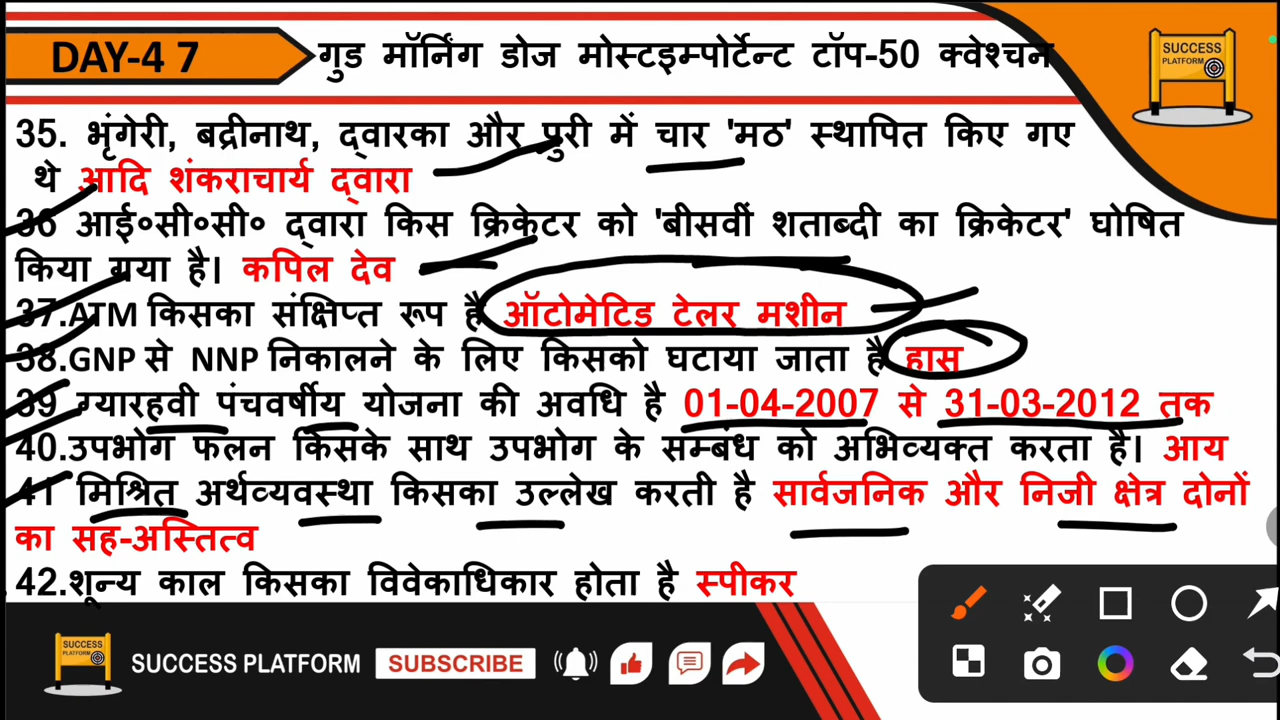 DAY-4 7
गुड मॉर्निंग डोज मोस्टइम्पोर्टेन्ट टॉप-50 क्वेश्चन
SUCCESS
PLATFORM
35. भृंगेरी, बद्रीनाथ, द्वारका और पुरी में चार 'मठ' स्थापित किए गए
थे आदि शंकराचार्य द्वारा
36 आई॰सी॰सी॰ द्वारा किस क्रिकेटर को 'बीसवीं शताब्दी का क्रिकेटर' घोषित
किया गया है। कपिल देव
37.ATM किसका संक्षिप्त रूप है ऑटोमेटिड टेलर मशीन
38.GNP से NNP निकालने के लिए किसको घटाया जाता है हास
39 ग्यारहवी पंचवर्षीय योजना की अवधि है 01-04-2007 से 31-03-2012 तक
40.उपभोग फलन किसके साथ उपभोग के सम्बंध को अभिव्यक्त करता है। आय
41 मिश्रित अर्थव्यवस्था किसका उल्लेख करती है सार्वजनिक और निजी क्षेत्र दोनों
का सह-अस्तित्व
42.शून्य काल किसका विवेकाधिकार होता है स्पीकर
SUCCESS
PLATFORM
SUCCESS PLATFORM
SUBSCRIBE